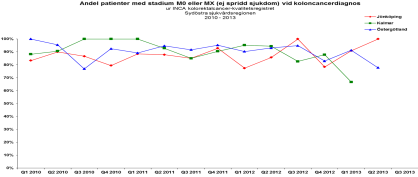 Andel patienter med stadium M0 eller MX (ej spridd sjukdom) vid koloncancerdiagnos
ur INCA kolorektalcancer-kvalitetsregistret
Sydöstra sjukvårdsregionen
2010 - 2013
Jönköping
Kalmar
Östergötland
100%
90%
80%
70%
60%
50%
40%
30%
20%
10%
0%
Q1 2010 Q2 2010 Q3 2010 Q4 2010 Q1 2011 Q2 2011 Q3 2011 Q4 2011 Q1 2012 Q2 2012 Q3 2012 Q4 2012 Q1 2013 Q2 2013 Q3 2013